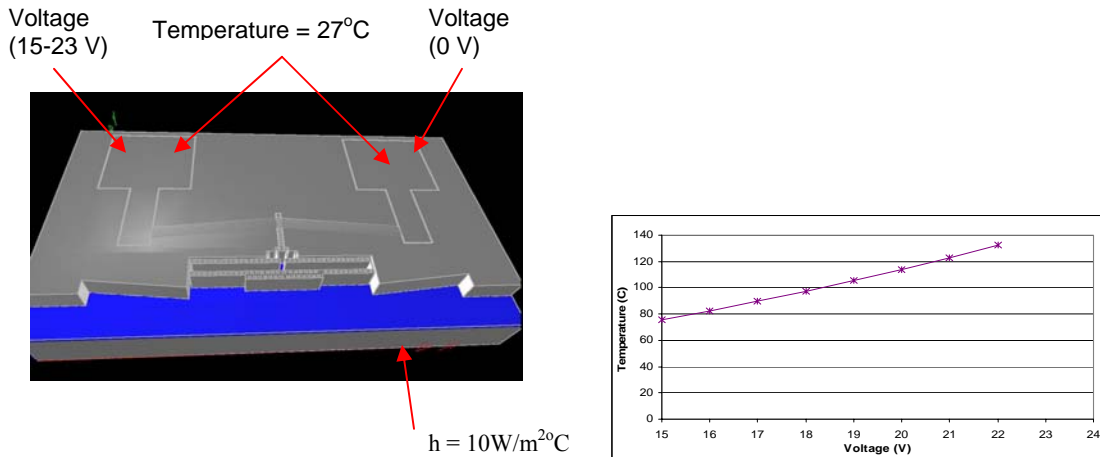 Voltage
(15-23 V)
Temperature = 27°C
Voltage
(0 V)
h = 10W/m²°C
140
120
100
80
60
40
20
0
Temperature (C)
15 16 17 18 19 20 21 22 23 24
Voltage (V)